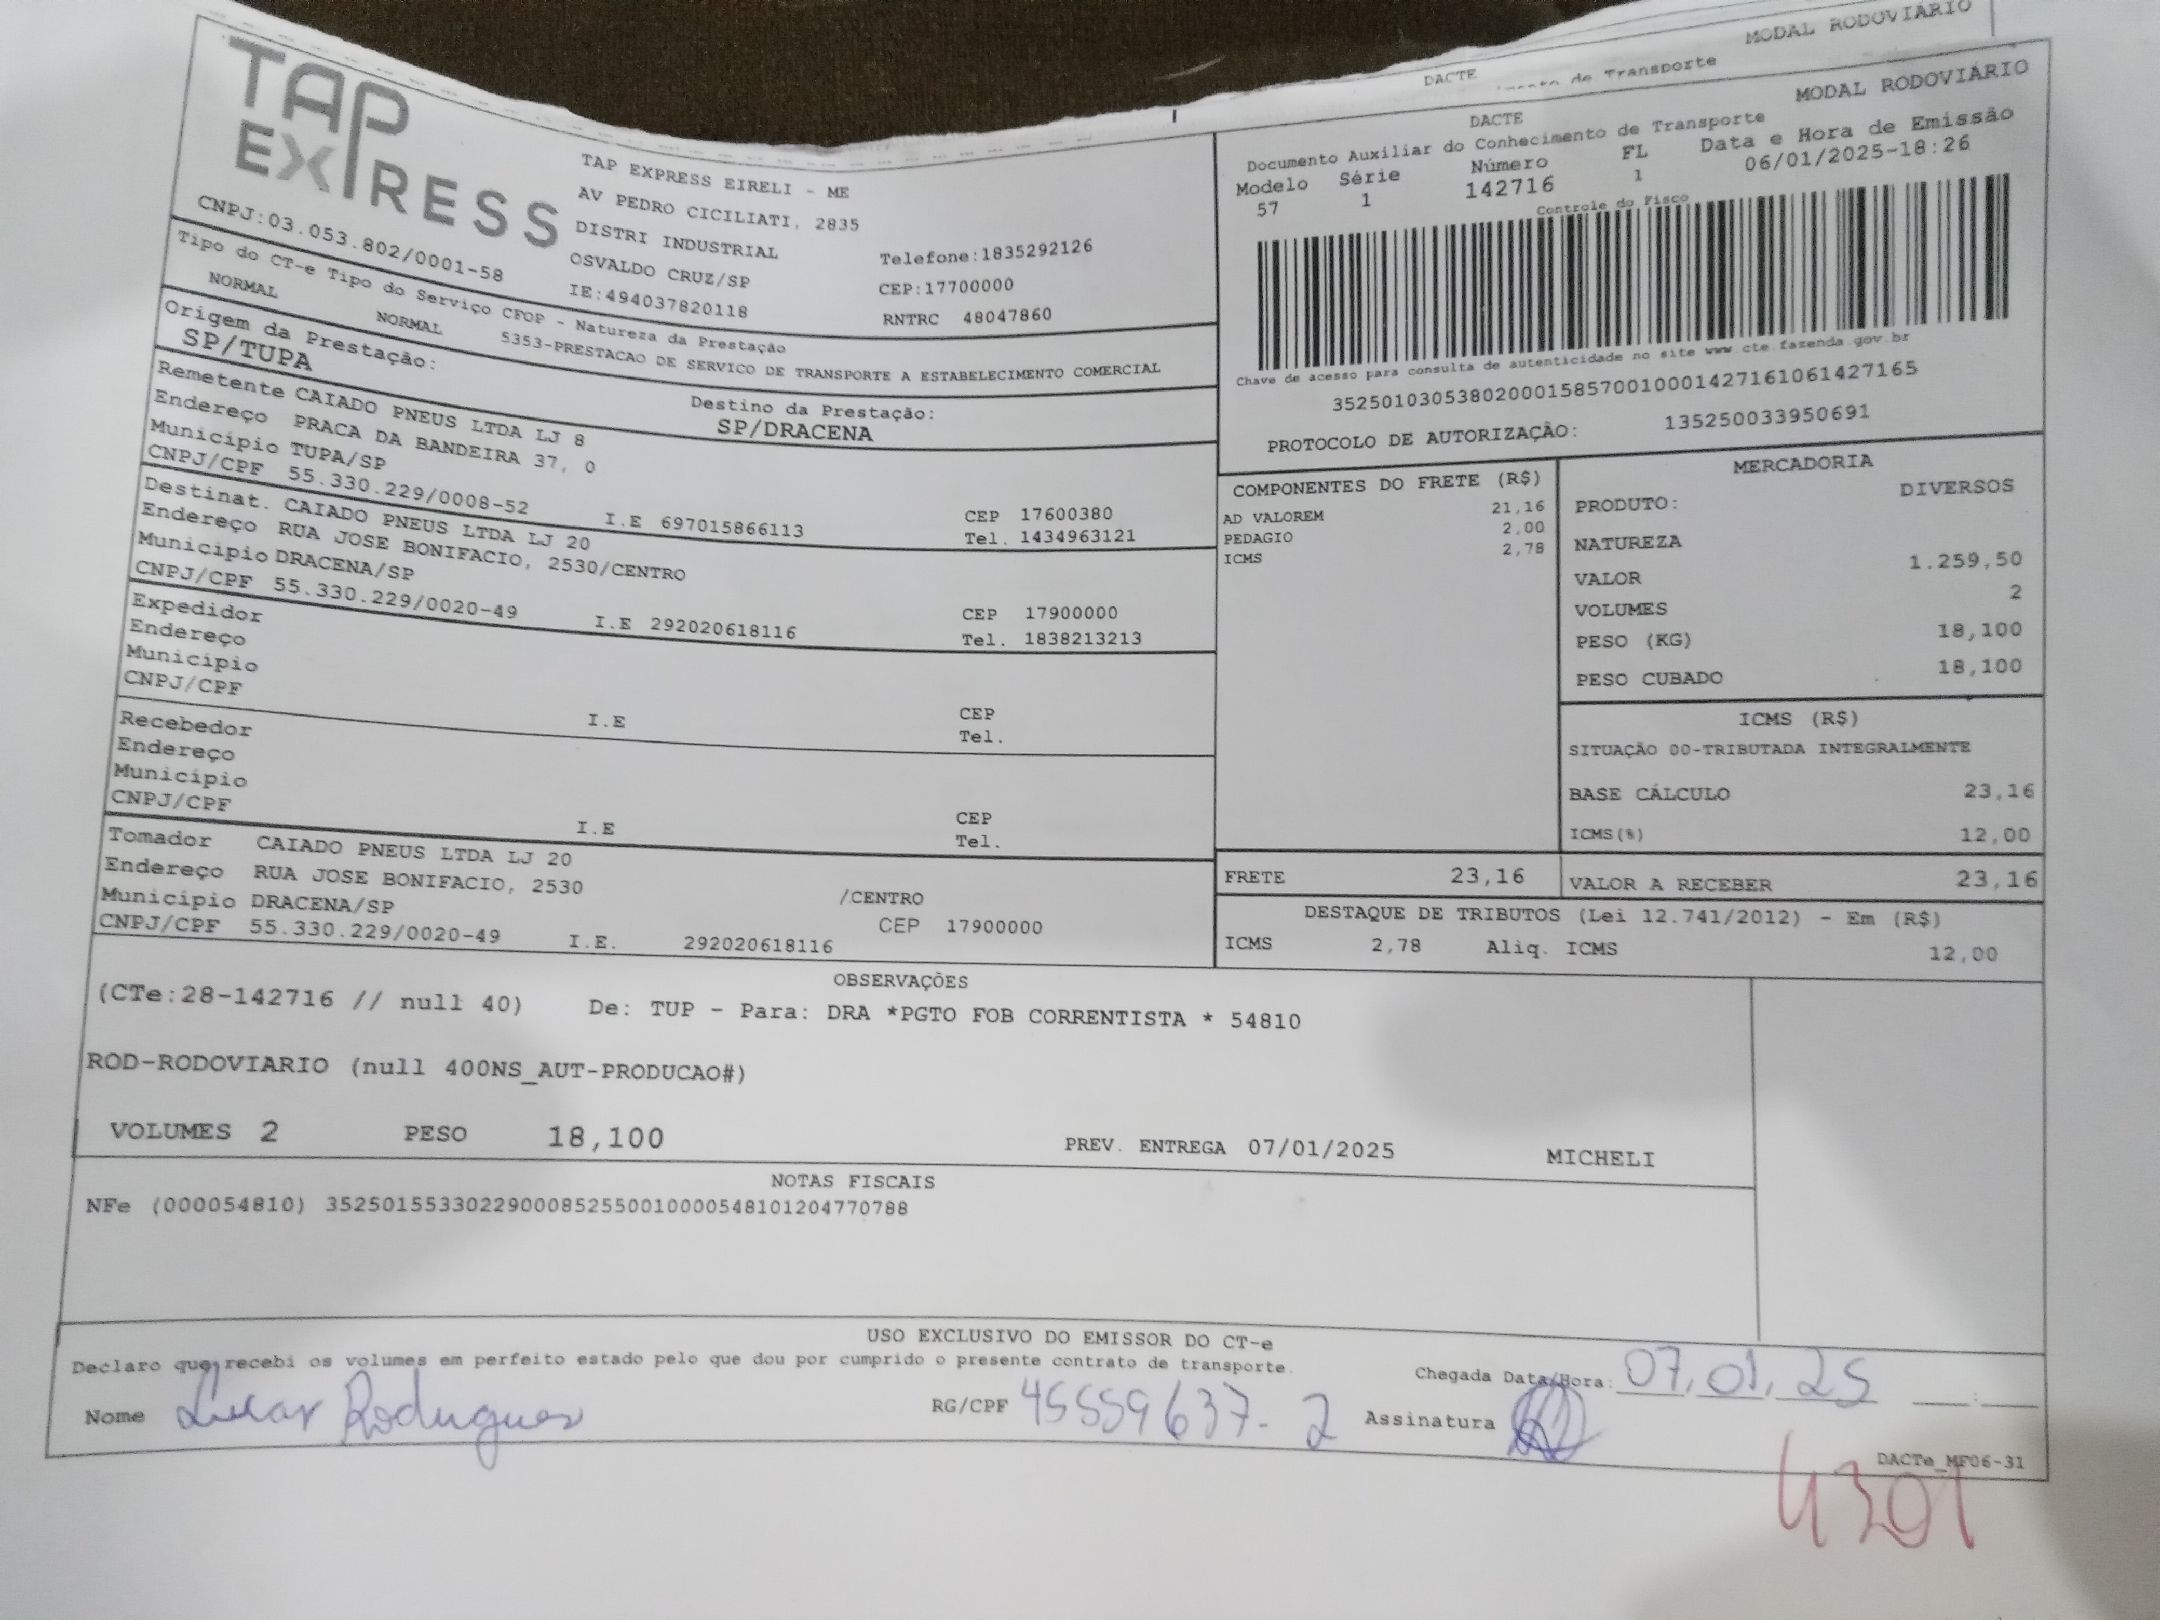 MODAL RODOVIARIO
DACTE
de Transporte
TAP
EXPRESS
CNPJ:03.053.802/0001-58
TAP EXPRESS EIRELI - ME
AV PEDRO CICILIATI, 2835
DISTRI INDUSTRIAL
OSVALDO CRUZ/SP
IE:494037820118
Telefone:1835292126
CEP:17700000
RNTRC 48047860
DACTE
MODAL RODOVIÁRIO
Documento Auxiliar do Conhecimento de Transporte
Modelo Série Número FL Data e Hora de Emissão
57 1 142716 1 06/01/2025-18:26
Controle do Fisco
Chave de acesso para consulta de autenticidade no site www.cte.fazenda.gov.br
35250103053802000158570010001427161061427165
PROTOCOLO DE AUTORIZAÇÃO: 135250033950691
Tipo do CT-e Tipo do Serviço CFOP - Natureza da Prestação
NORMAL NORMAL 5353-PRESTACAO DE SERVICO DE TRANSPORTE A ESTABELECIMENTO COMERCIAL
Origem da Prestação: Destino da Prestação:
SP/TUPA SP/DRACENA
Remetente CAIADO PNEUS LTDA LJ 8
Endereço PRACA DA BANDEIRA 37, 0
Município TUPA/SP CEP 17600380
CNPJ/CPF 55.330.229/0008-52 I.E 697015866113 Tel. 1434963121
Destinat. CAIADO PNEUS LTDA LJ 20
Endereço RUA JOSE BONIFACIO, 2530/CENTRO
Município DRACENA/SP CEP 17900000
CNPJ/CPF 55.330.229/0020-49 I.E 292020618116 Tel. 1838213213
Expedidor
Endereço
Município CEP
CNPJ/CPF I.E Tel.
Recebedor
Endereço
Município CEP
CNPJ/CPF I.E Tel.
Tomador CAIADO PNEUS LTDA LJ 20
Endereço RUA JOSE BONIFACIO, 2530 /CENTRO
Município DRACENA/SP CEP 17900000
CNPJ/CPF 55.330.229/0020-49 I.E. 292020618116
COMPONENTES DO FRETE (R$)
AD VALOREM 21,16
PEDAGIO 2,00
ICMS 2,78
MERCADORIA
PRODUTO: DIVERSOS
NATUREZA
VALOR 1.259,50
VOLUMES 2
PESO (KG) 18,100
PESO CUBADO 18,100
ICMS (R$)
SITUAÇÃO 00-TRIBUTADA INTEGRALMENTE
BASE CÁLCULO 23,16
ICMS(%) 12,00
FRETE 23,16 VALOR A RECEBER 23,16
DESTAQUE DE TRIBUTOS (Lei 12.741/2012) - Em (R$)
ICMS 2,78 Aliq. ICMS 12,00
OBSERVAÇÕES
(CTe:28-142716 // null 40) De: TUP - Para: DRA *PGTO FOB CORRENTISTA * 54810
ROD-RODOVIARIO (null 400NS_AUT-PRODUCAO#)
VOLUMES 2 PESO 18,100 PREV. ENTREGA 07/01/2025 MICHELI
NOTAS FISCAIS
NFe (000054810) 35250155330229000852550010000548101204770788
USO EXCLUSIVO DO EMISSOR DO CT-e
Declaro que recebi os volumes em perfeito estado pelo que dou por cumprido o presente contrato de transporte.
Chegada Data/Hora: 07,01,25 :
Nome Lucas Rodrigues RG/CPF 45559637-2 Assinatura
DACTe_MF06-31
4301